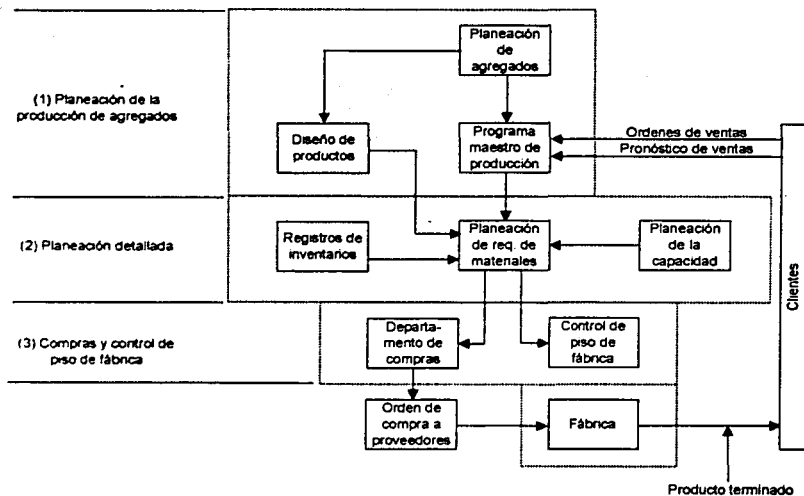 Planeación
de
agregados
(1) Planeación de la
producción de agregados
Diseño de
productos
Programa
maestro de
producción
Ordenes de ventas
Pronóstico de ventas
(2) Planeación detallada
Registros de
inventarios
Planeación
de req. de
materiales
Planeación
de la
capacidad
Clientes
(3) Compras y control de
piso de fábrica
Departa-
mento de
compras
Control de
piso de
fábrica
Orden de
compra a
proveedores
Fábrica
Producto terminado